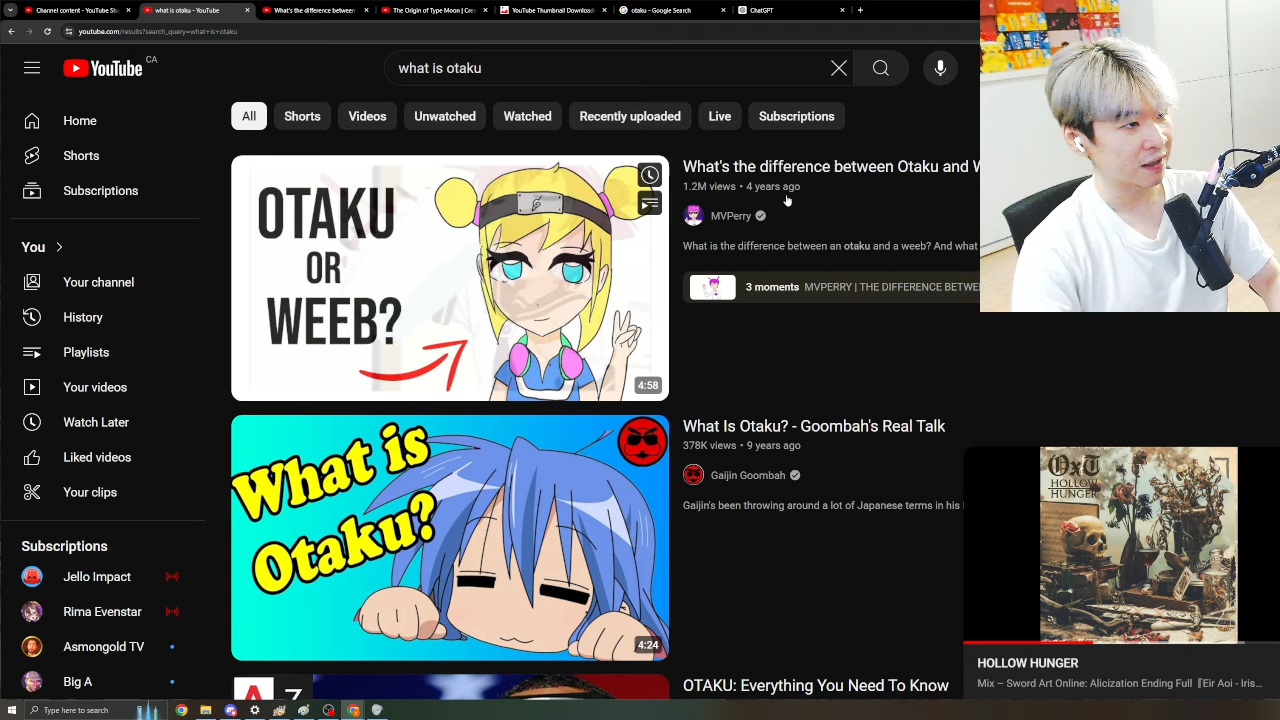 Channel content - YouTube Stu
what is otaku - YouTube
What's the difference between
The Origin of Type Moon | Cre
YouTube Thumbnail Download
otaku - Google Search
ChatGPT
youtube.com/results?search_query=what+is+otaku
YouTube CA
what is otaku
All
Shorts
Videos
Unwatched
Watched
Recently uploaded
Live
Subscriptions
Home
Shorts
Subscriptions
You
Your channel
History
Playlists
Your videos
Watch Later
Liked videos
Your clips
Subscriptions
Jello Impact
Rima Evenstar
Asmongold TV
Big A
OTAKU
OR
WEEB?
4:58
What's the difference between Otaku and W
1.2M views • 4 years ago
MVPerry
What is the difference between an otaku and a weeb? And what
3 moments MVPERRY | THE DIFFERENCE BETWE
What is
Otaku?
4:24
What Is Otaku? - Goombah's Real Talk
378K views • 9 years ago
Gaijin Goombah
Gaijin's been throwing around a lot of Japanese terms in his
OTAKU: Everything You Need To Know
OxT
HOLLOW
HUNGER
HOLLOW HUNGER
Mix – Sword Art Online: Alicization Ending Full『Eir Aoi - Iris...
Type here to search